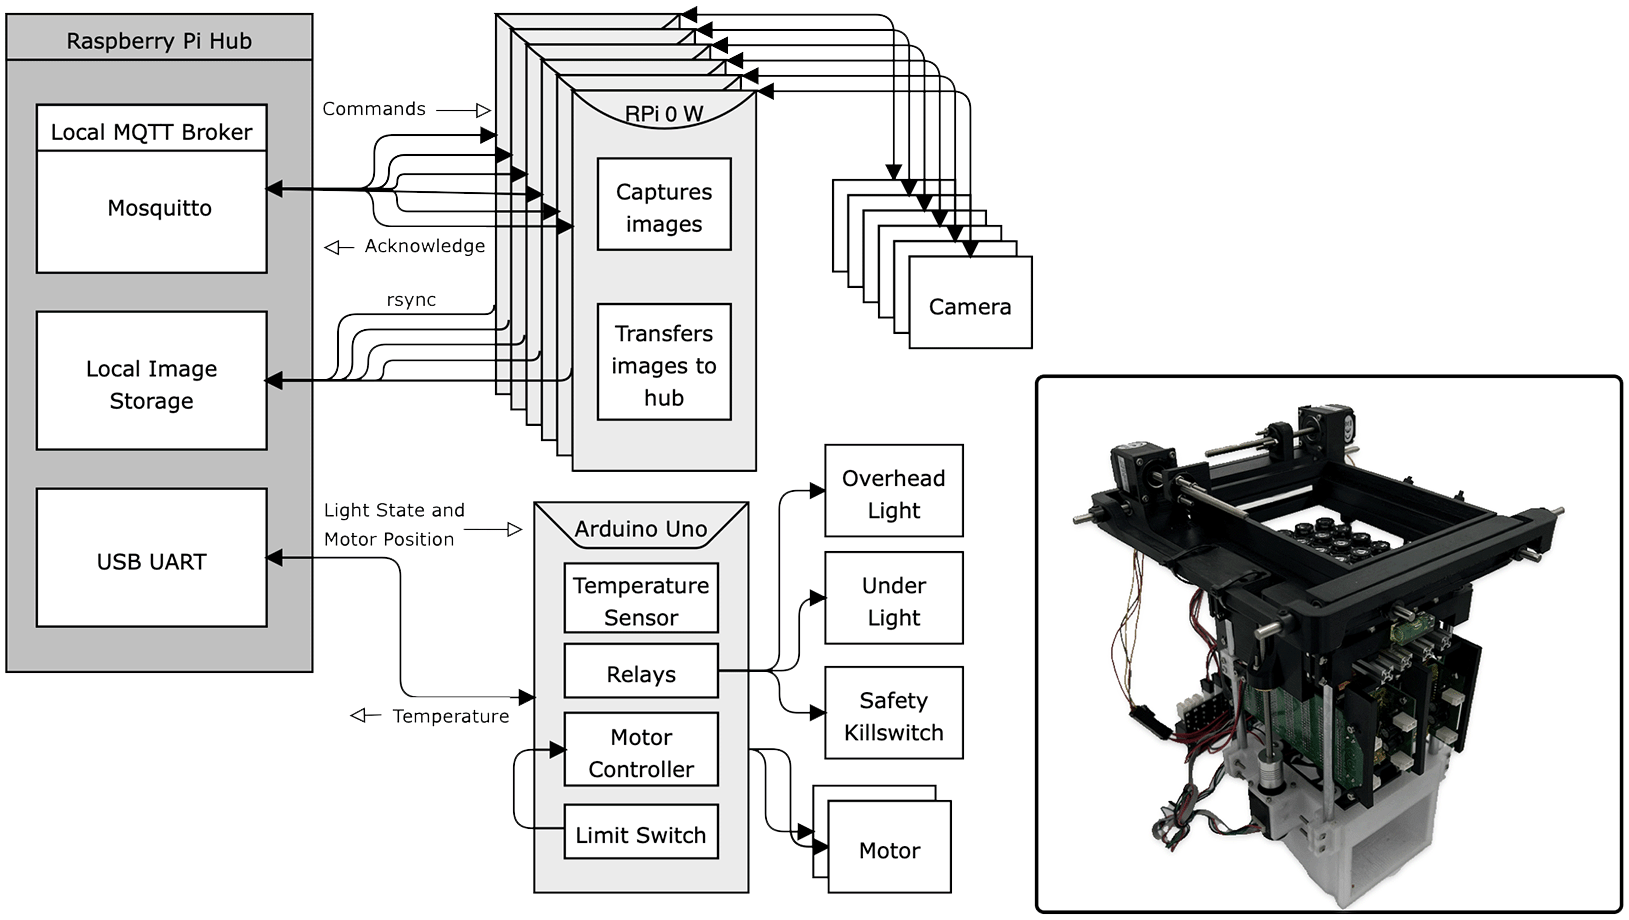 Raspberry Pi Hub
Local MQTT Broker
Mosquitto
Local Image
Storage
USB UART
Commands
Acknowledge
rsync
Light State and
Motor Position
Temperature
RPi 0 W
Captures
images
Transfers
images to
hub
Camera
Arduino Uno
Temperature
Sensor
Relays
Motor
Controller
Limit Switch
Overhead
Light
Under
Light
Safety
Killswitch
Motor